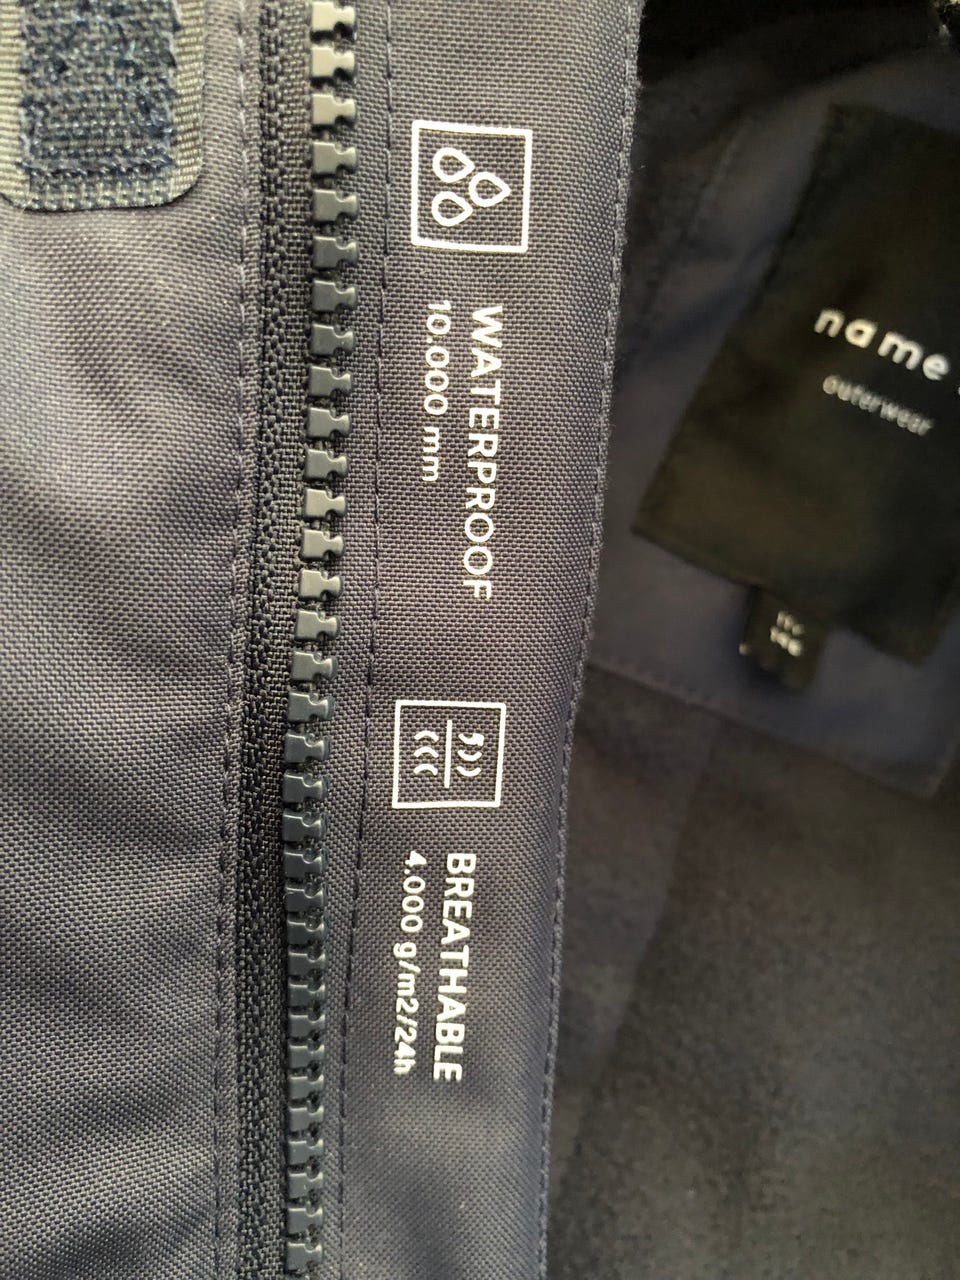 WATERPROOF
10.000 mm
BREATHABLE
4.000 g/m2/24h
name
outerwear